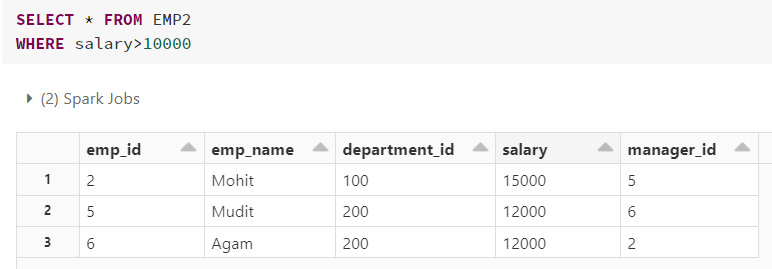 SELECT * FROM EMP2
WHERE salary>10000
(2) Spark Jobs
emp_id emp_name department_id salary manager_id
1 2 Mohit 100 15000 5
2 5 Mudit 200 12000 6
3 6 Agam 200 12000 2